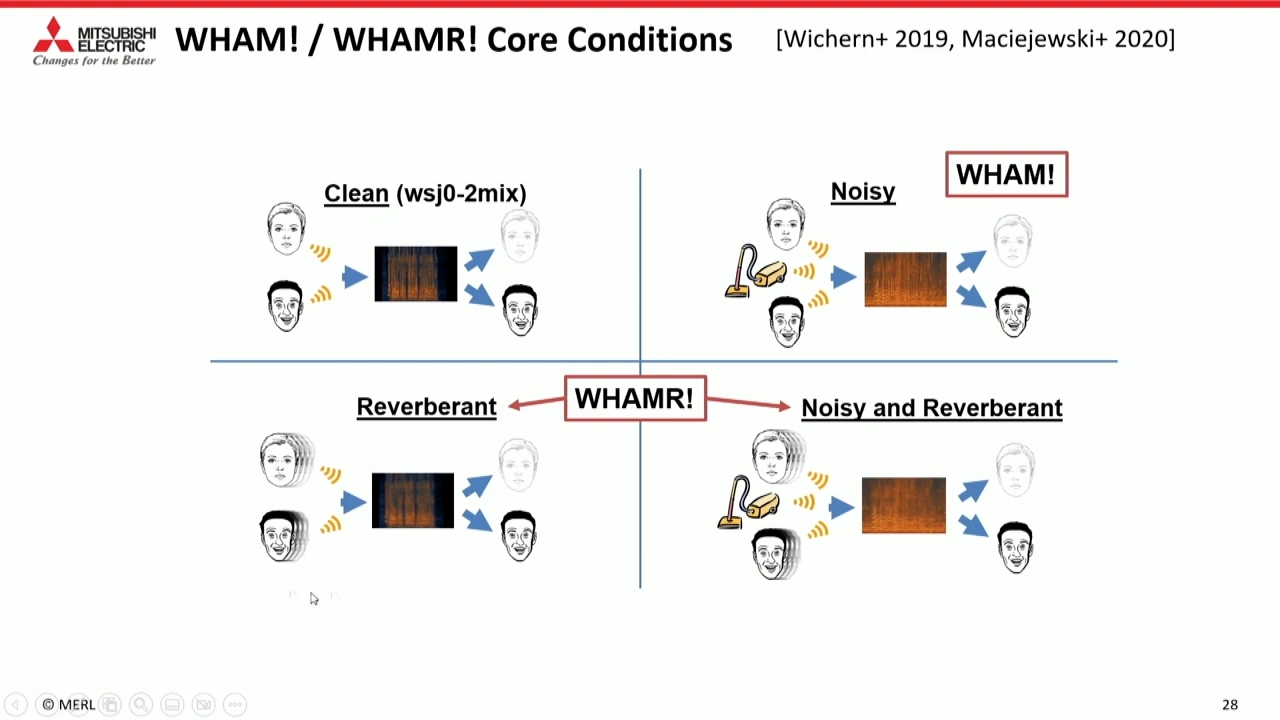 MITSUBISHI
ELECTRIC
Changes for the Better
WHAM! / WHAMR! Core Conditions
[Wichern+ 2019, Maciejewski+ 2020]
Clean (wsj0-2mix)
Noisy
WHAM!
WHAMR!
Reverberant
Noisy and Reverberant
© MERL
28